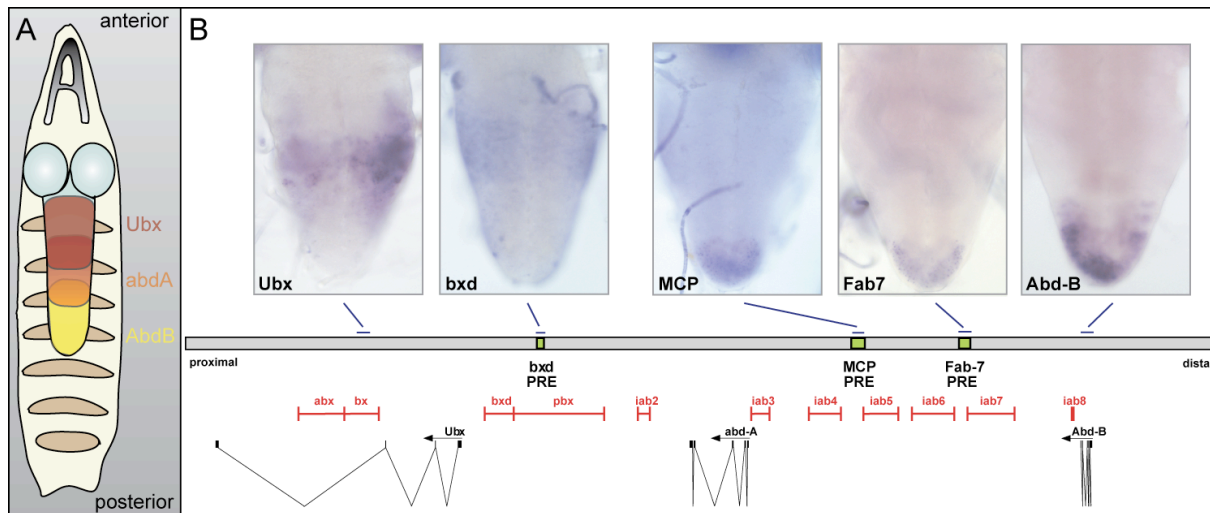 A
anterior
Ubx
abdA
AbdB
posterior
B
Ubx
bxd
MCP
Fab7
Abd-B
proximal
dista
bxd
PRE
MCP
PRE
Fab-7
PRE
abx
bx
bxd
pbx
iab2
iab3
iab4
iab5
iab6
iab7
iab8
Ubx
abd-A
Abd-B